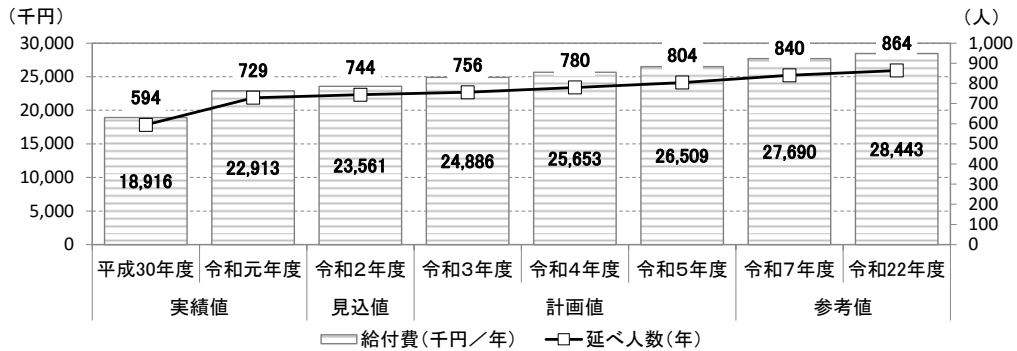 （千円） （人）
30,000 1,000
25,000 900
20,000 800
15,000 700
10,000 600
5,000 500
0 400
300
200
100
0
594 729 744 756 780 804 840 864
18,916 22,913 23,561 24,886 25,653 26,509 27,690 28,443
平成30年度 令和元年度 令和２年度 令和３年度 令和４年度 令和５年度 令和７年度 令和22年度
実績値 見込値 計画値 参考値
給付費（千円／年） 延べ人数（年）